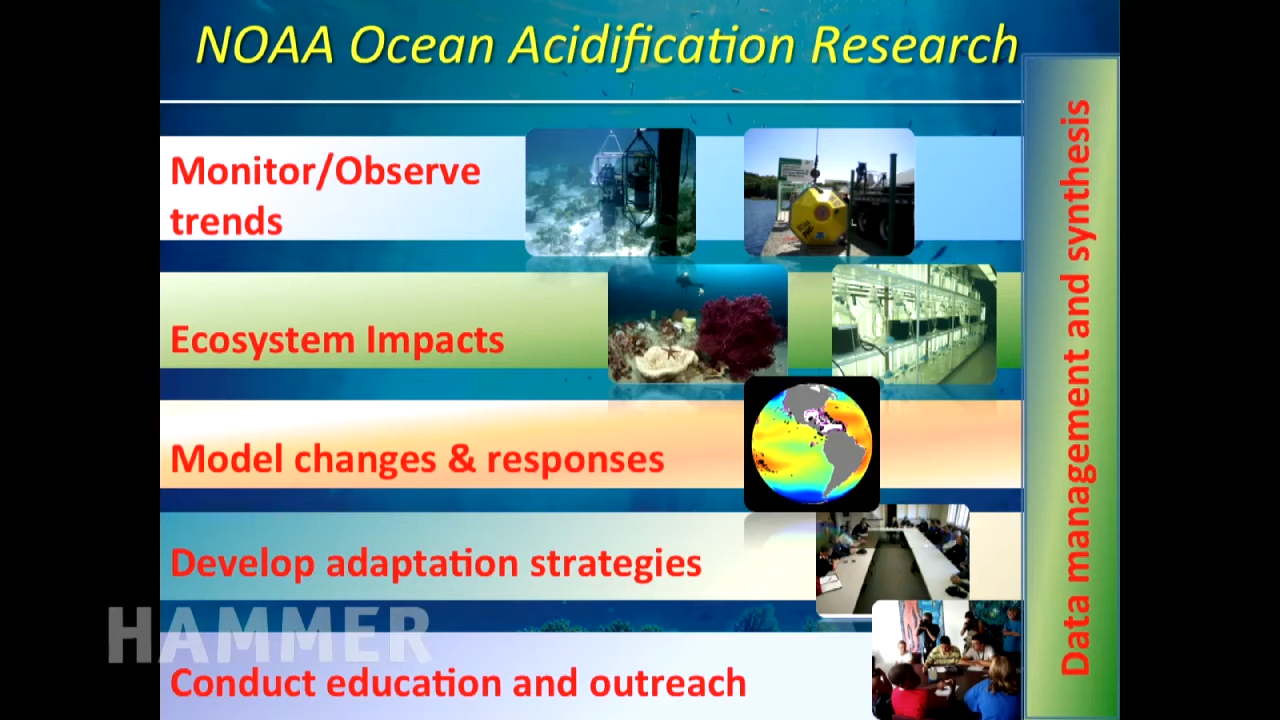 NOAA Ocean Acidification Research
Monitor/Observe
trends
Ecosystem Impacts
Model changes & responses
Develop adaptation strategies
Conduct education and outreach
Data management and synthesis
HAMMER